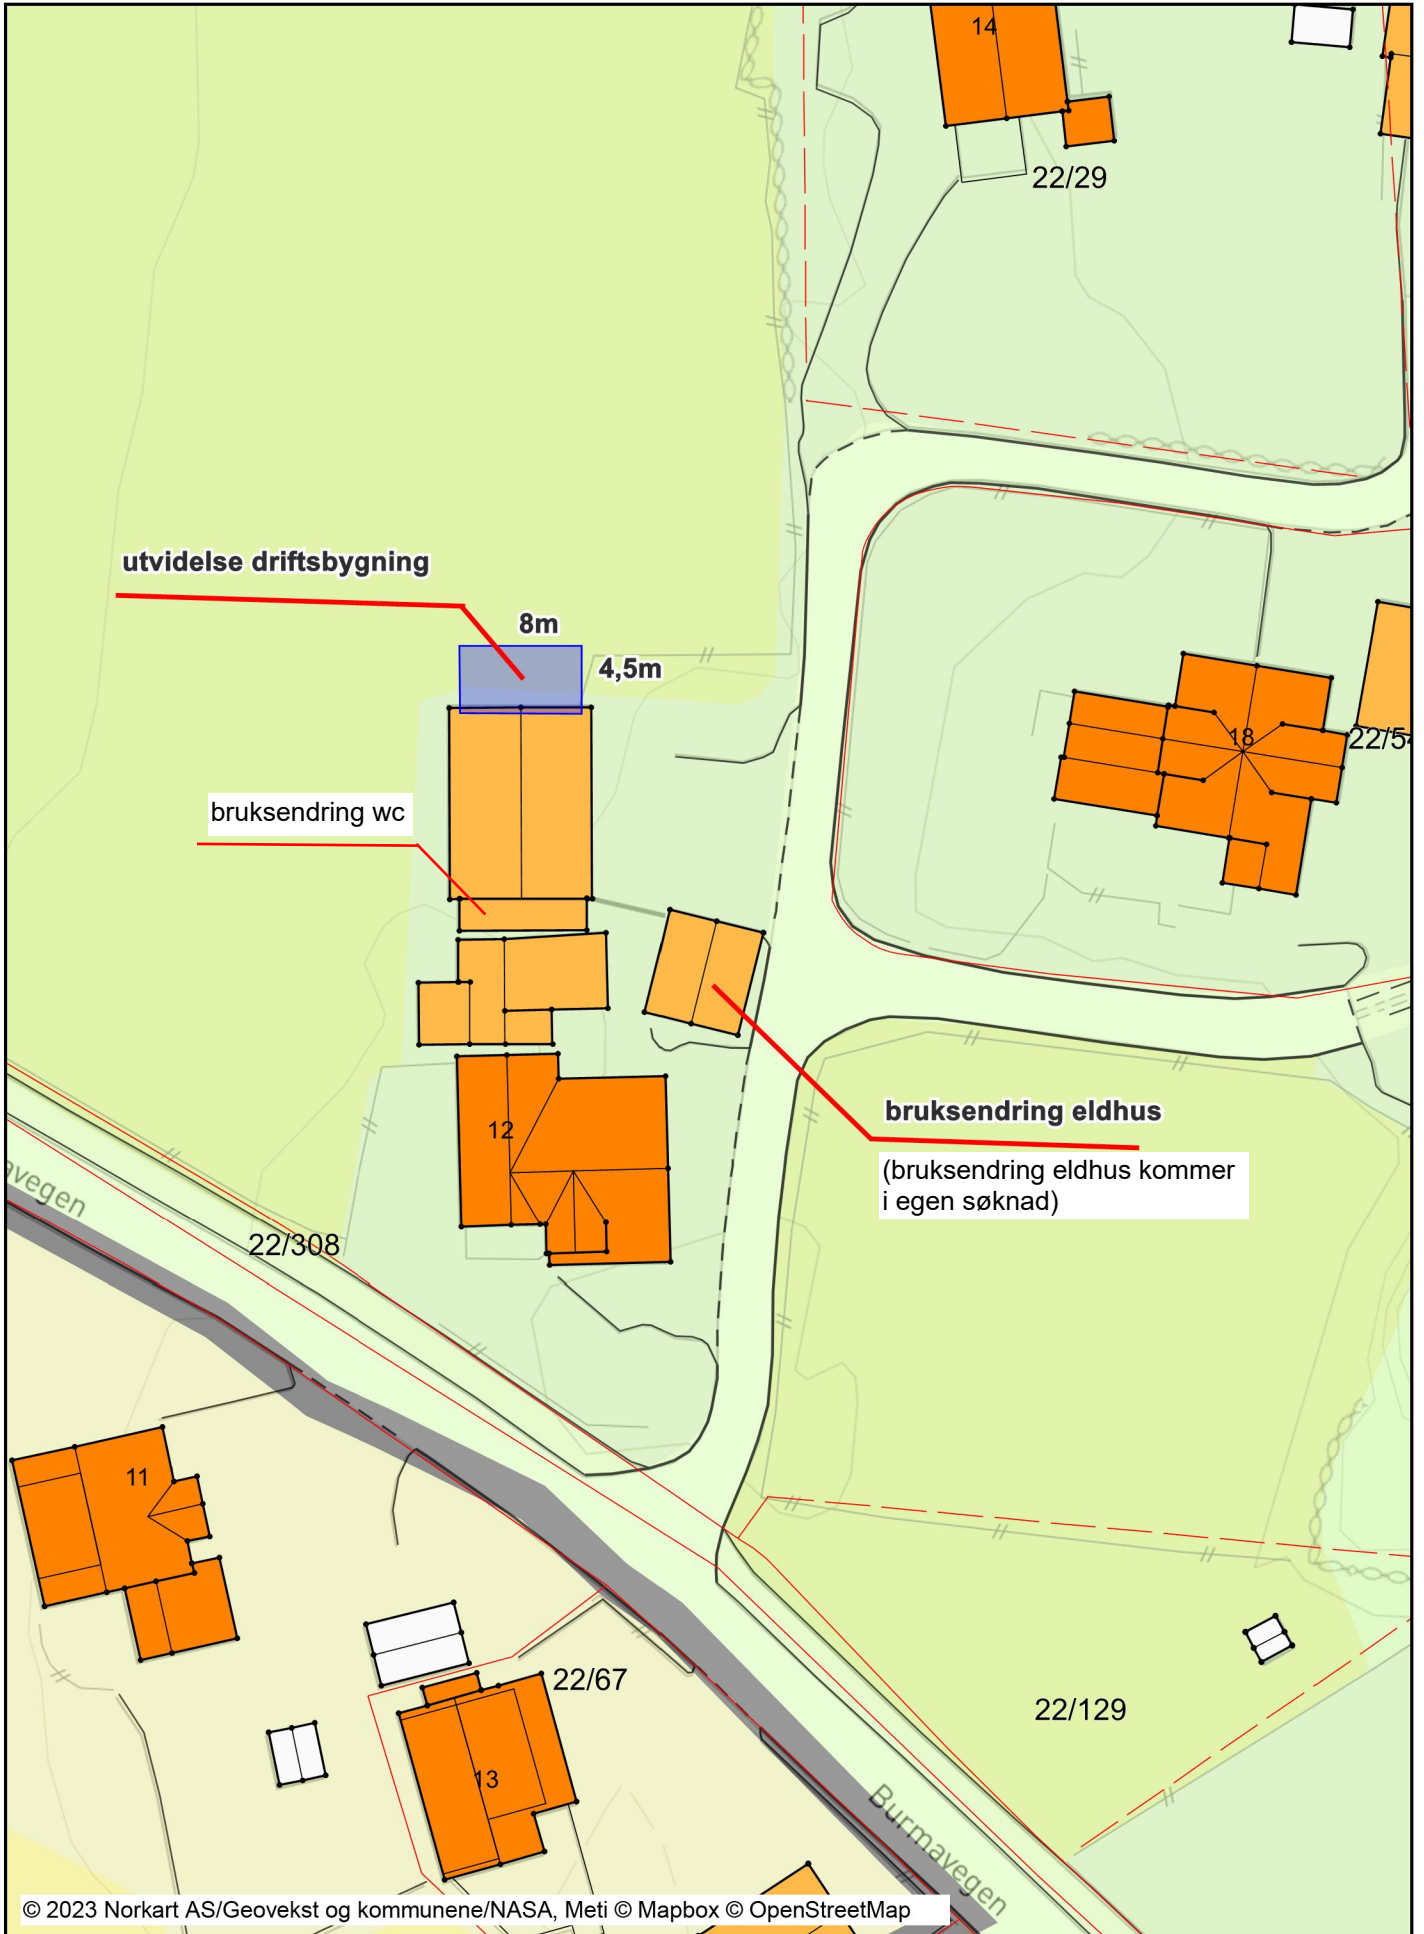 14
22/29
utvidelse driftsbygning
8m
4,5m
18
22/5
bruksendring wc
bruksendring eldhus
12
(bruksendring eldhus kommer
i egen søknad)
avegen
22/308
11
22/67
22/129
13
Burmavegen
© 2023 Norkart AS/Geovekst og kommunene/NASA, Meti © Mapbox © OpenStreetMap